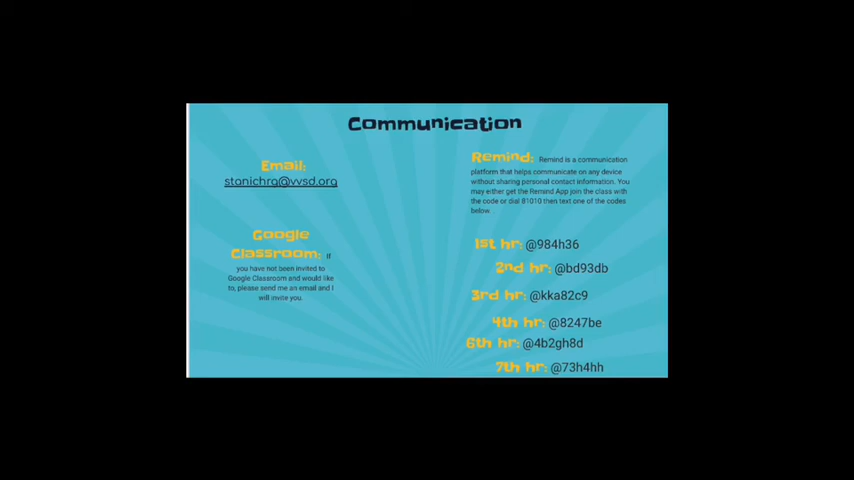 Communication
Email:
stanichrg@vvsd.org
Google
Classroom: If
you have not been invited to
Google Classroom and would like
to, please send me an email and I
will invite you.
Remind: Remind is a communication
platform that helps communicate on any device
without sharing personal contact information. You
may either get the Remind App join the class with
the code or dial 81010 then text one of the codes
below.
1st hr: @984h36
2nd hr: @bd93db
3rd hr: @kka82c9
4th hr: @8247be
6th hr: @4b2gh8d
7th hr: @73h4hh